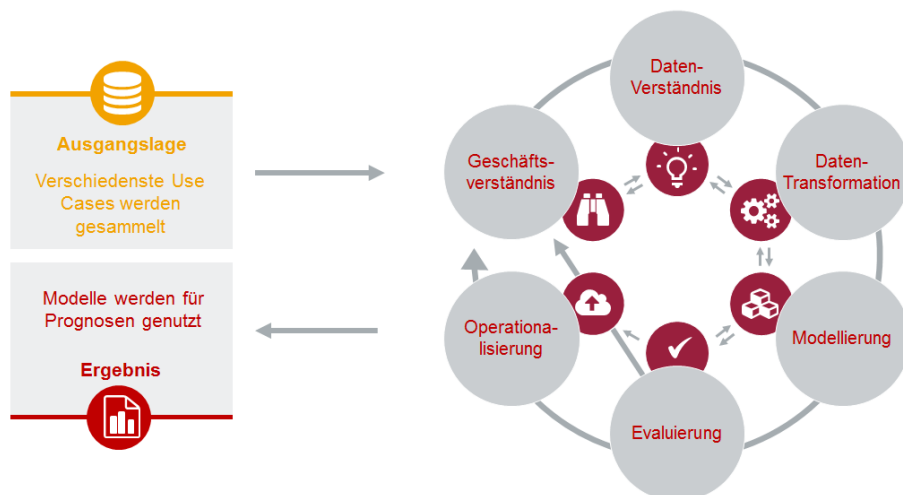 Ausgangslage
Verschiedenste Use
Cases werden
gesammelt
Modelle werden für
Prognosen genutzt
Ergebnis
Daten-
Verständnis
Geschäfts-
verständnis
Daten-
Transformation
Operationa-
lisierung
Modellierung
Evaluierung